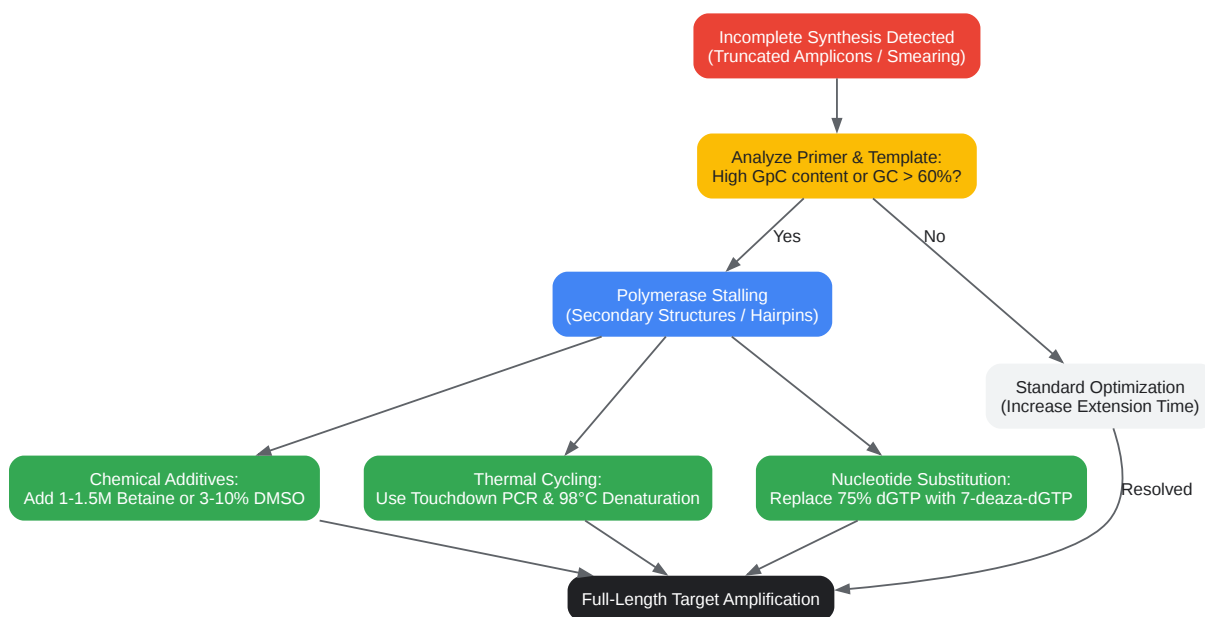 Incomplete Synthesis Detected
(Truncated Amplicons / Smearing)
Analyze Primer & Template:
High GpC content or GC > 60%?
Yes
No
Polymerase Stalling
(Secondary Structures / Hairpins)
Standard Optimization
(Increase Extension Time)
Chemical Additives:
Add 1-1.5M Betaine or 3-10% DMSO
Thermal Cycling:
Use Touchdown PCR & 98°C Denaturation
Nucleotide Substitution:
Replace 75% dGTP with 7-deaza-dGTP
Resolved
Full-Length Target Amplification